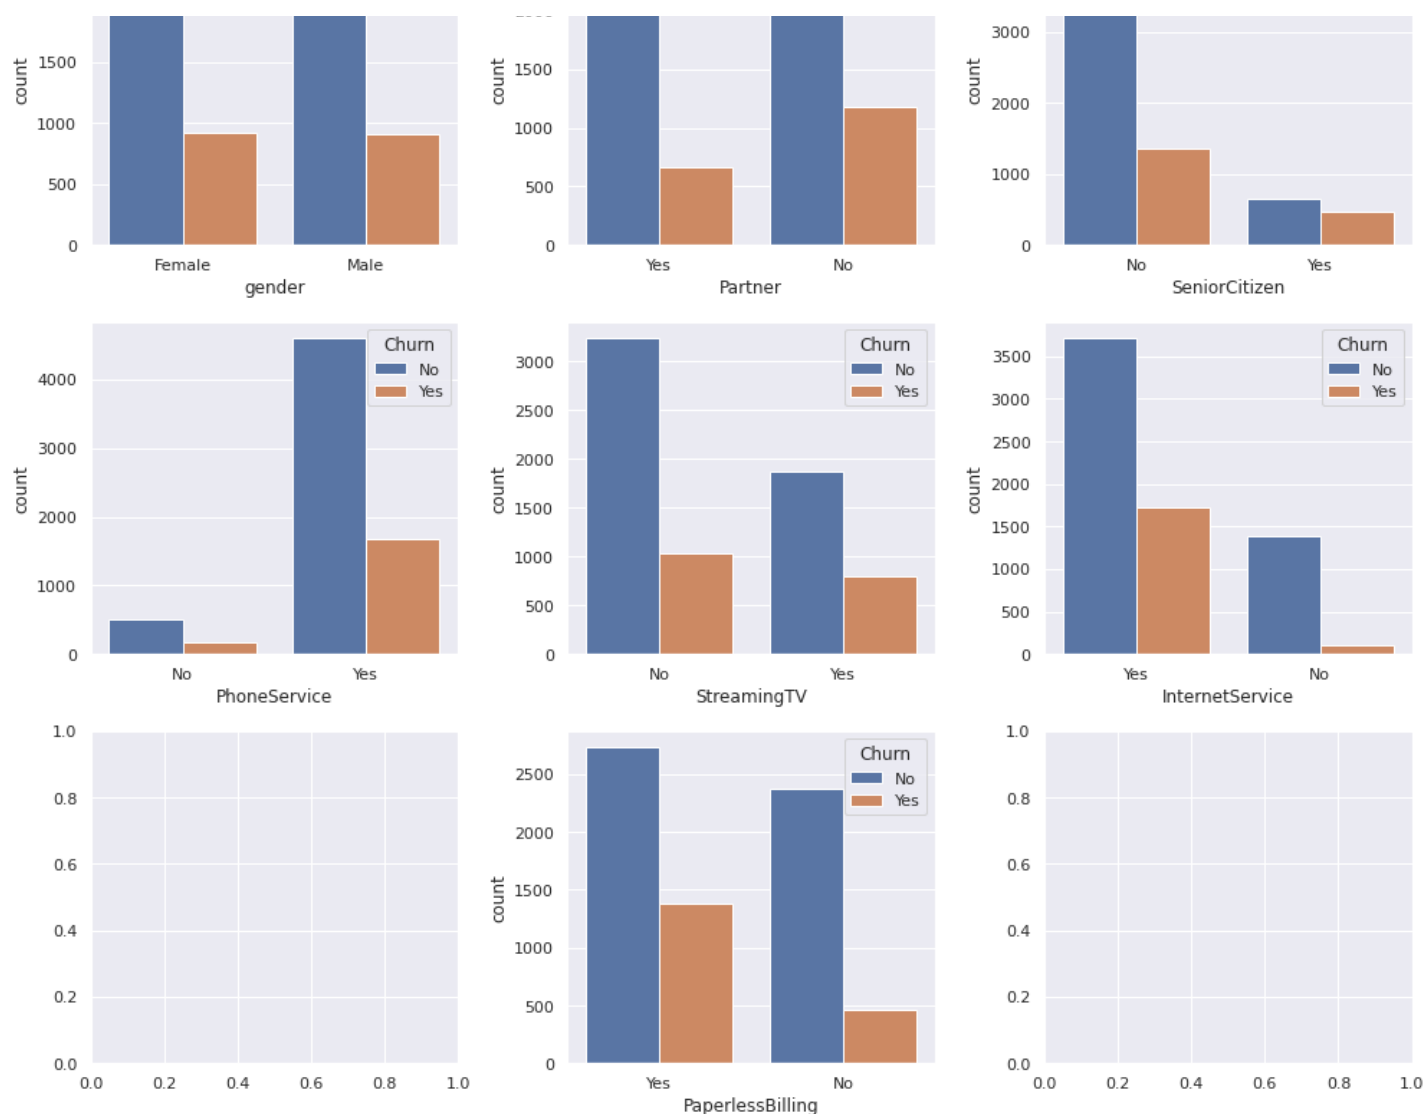 count
1500
1000
500
0
Female
Male
gender
count
1500
1000
500
0
Yes
No
Partner
count
3000
2000
1000
0
No
Yes
SeniorCitizen
count
4000
3000
2000
1000
0
Churn
No
Yes
No
Yes
PhoneService
count
3000
2500
2000
1500
1000
500
0
Churn
No
Yes
No
Yes
StreamingTV
count
3500
3000
2500
2000
1500
1000
500
0
Churn
No
Yes
Yes
No
InternetService
1.0
0.8
0.6
0.4
0.2
0.0
0.0 0.2 0.4 0.6 0.8 1.0
count
2500
2000
1500
1000
500
0
Churn
No
Yes
Yes
No
PaperlessBilling
1.0
0.8
0.6
0.4
0.2
0.0
0.0 0.2 0.4 0.6 0.8 1.0